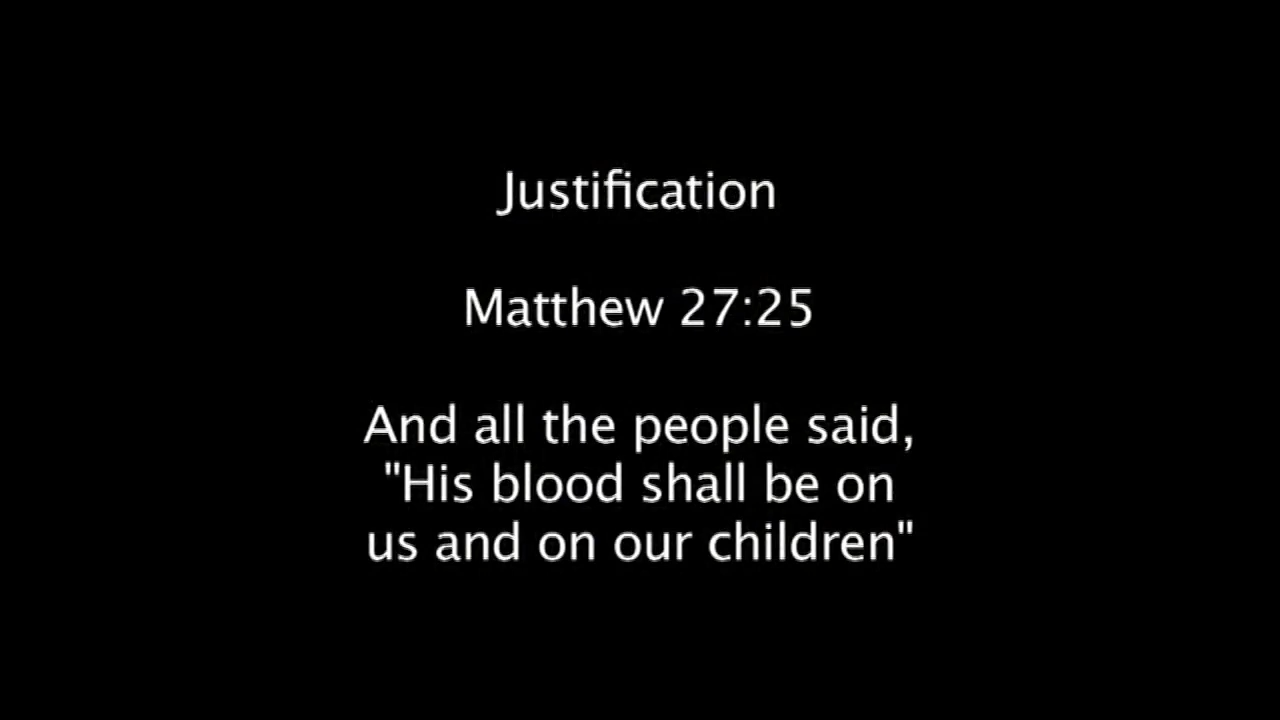 Justification
Matthew 27:25
And all the people said,
"His blood shall be on
us and on our children"